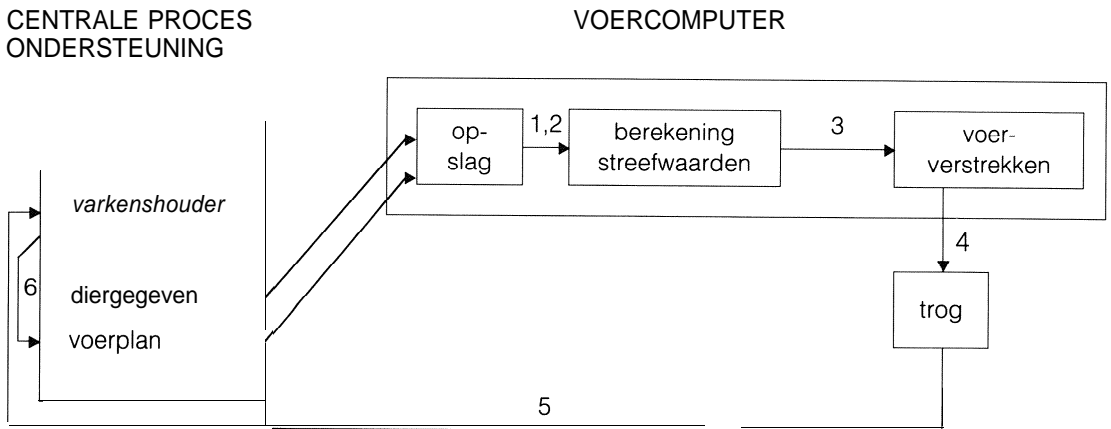 CENTRALE PROCES
ONDERSTEUNING
VOERCOMPUTER
op-
slag
1,2
berekening
streefwaarden
3
voer-
verstrekken
4
trog
varkenshouder
6
diergegeven
voerplan
5